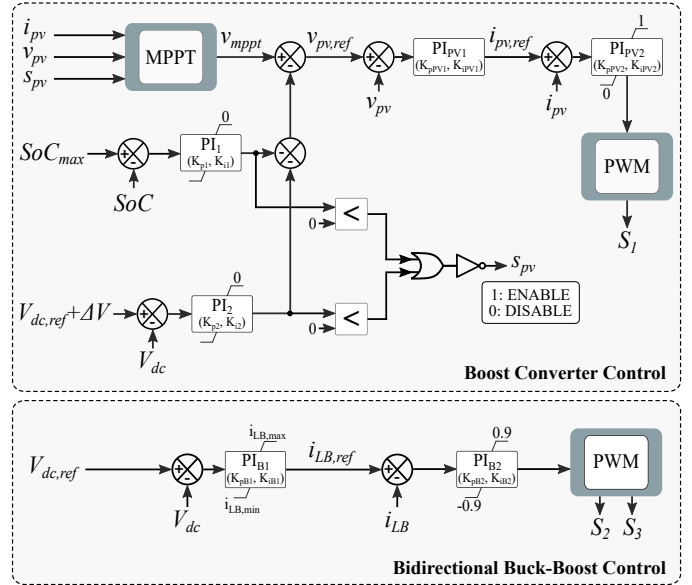 i_pv
v_pv
s_pv
MPPT
v_mppt
+
-
v_pv,ref
+
-
v_pv
PI_PV1
(K_pPV1, K_iPV1)
i_pv,ref
+
-
i_pv
1
PI_PV2
(K_pPV2, K_iPV2)
0
PWM
S_1
SoC_max
+
-
SoC
0
PI_1
(K_p1, K_i1)
-
-
0
<
0
<
s_pv
1: ENABLE
0: DISABLE
V_dc,ref+ΔV
+
-
V_dc
0
PI_2
(K_p2, K_i2)
Boost Converter Control
V_dc,ref
+
-
V_dc
i_LB,max
PI_B1
(K_pB1, K_iB1)
i_LB,min
i_LB,ref
+
-
i_LB
0.9
PI_B2
(K_pB2, K_iB2)
-0.9
PWM
S_2 S_3
Bidirectional Buck-Boost Control